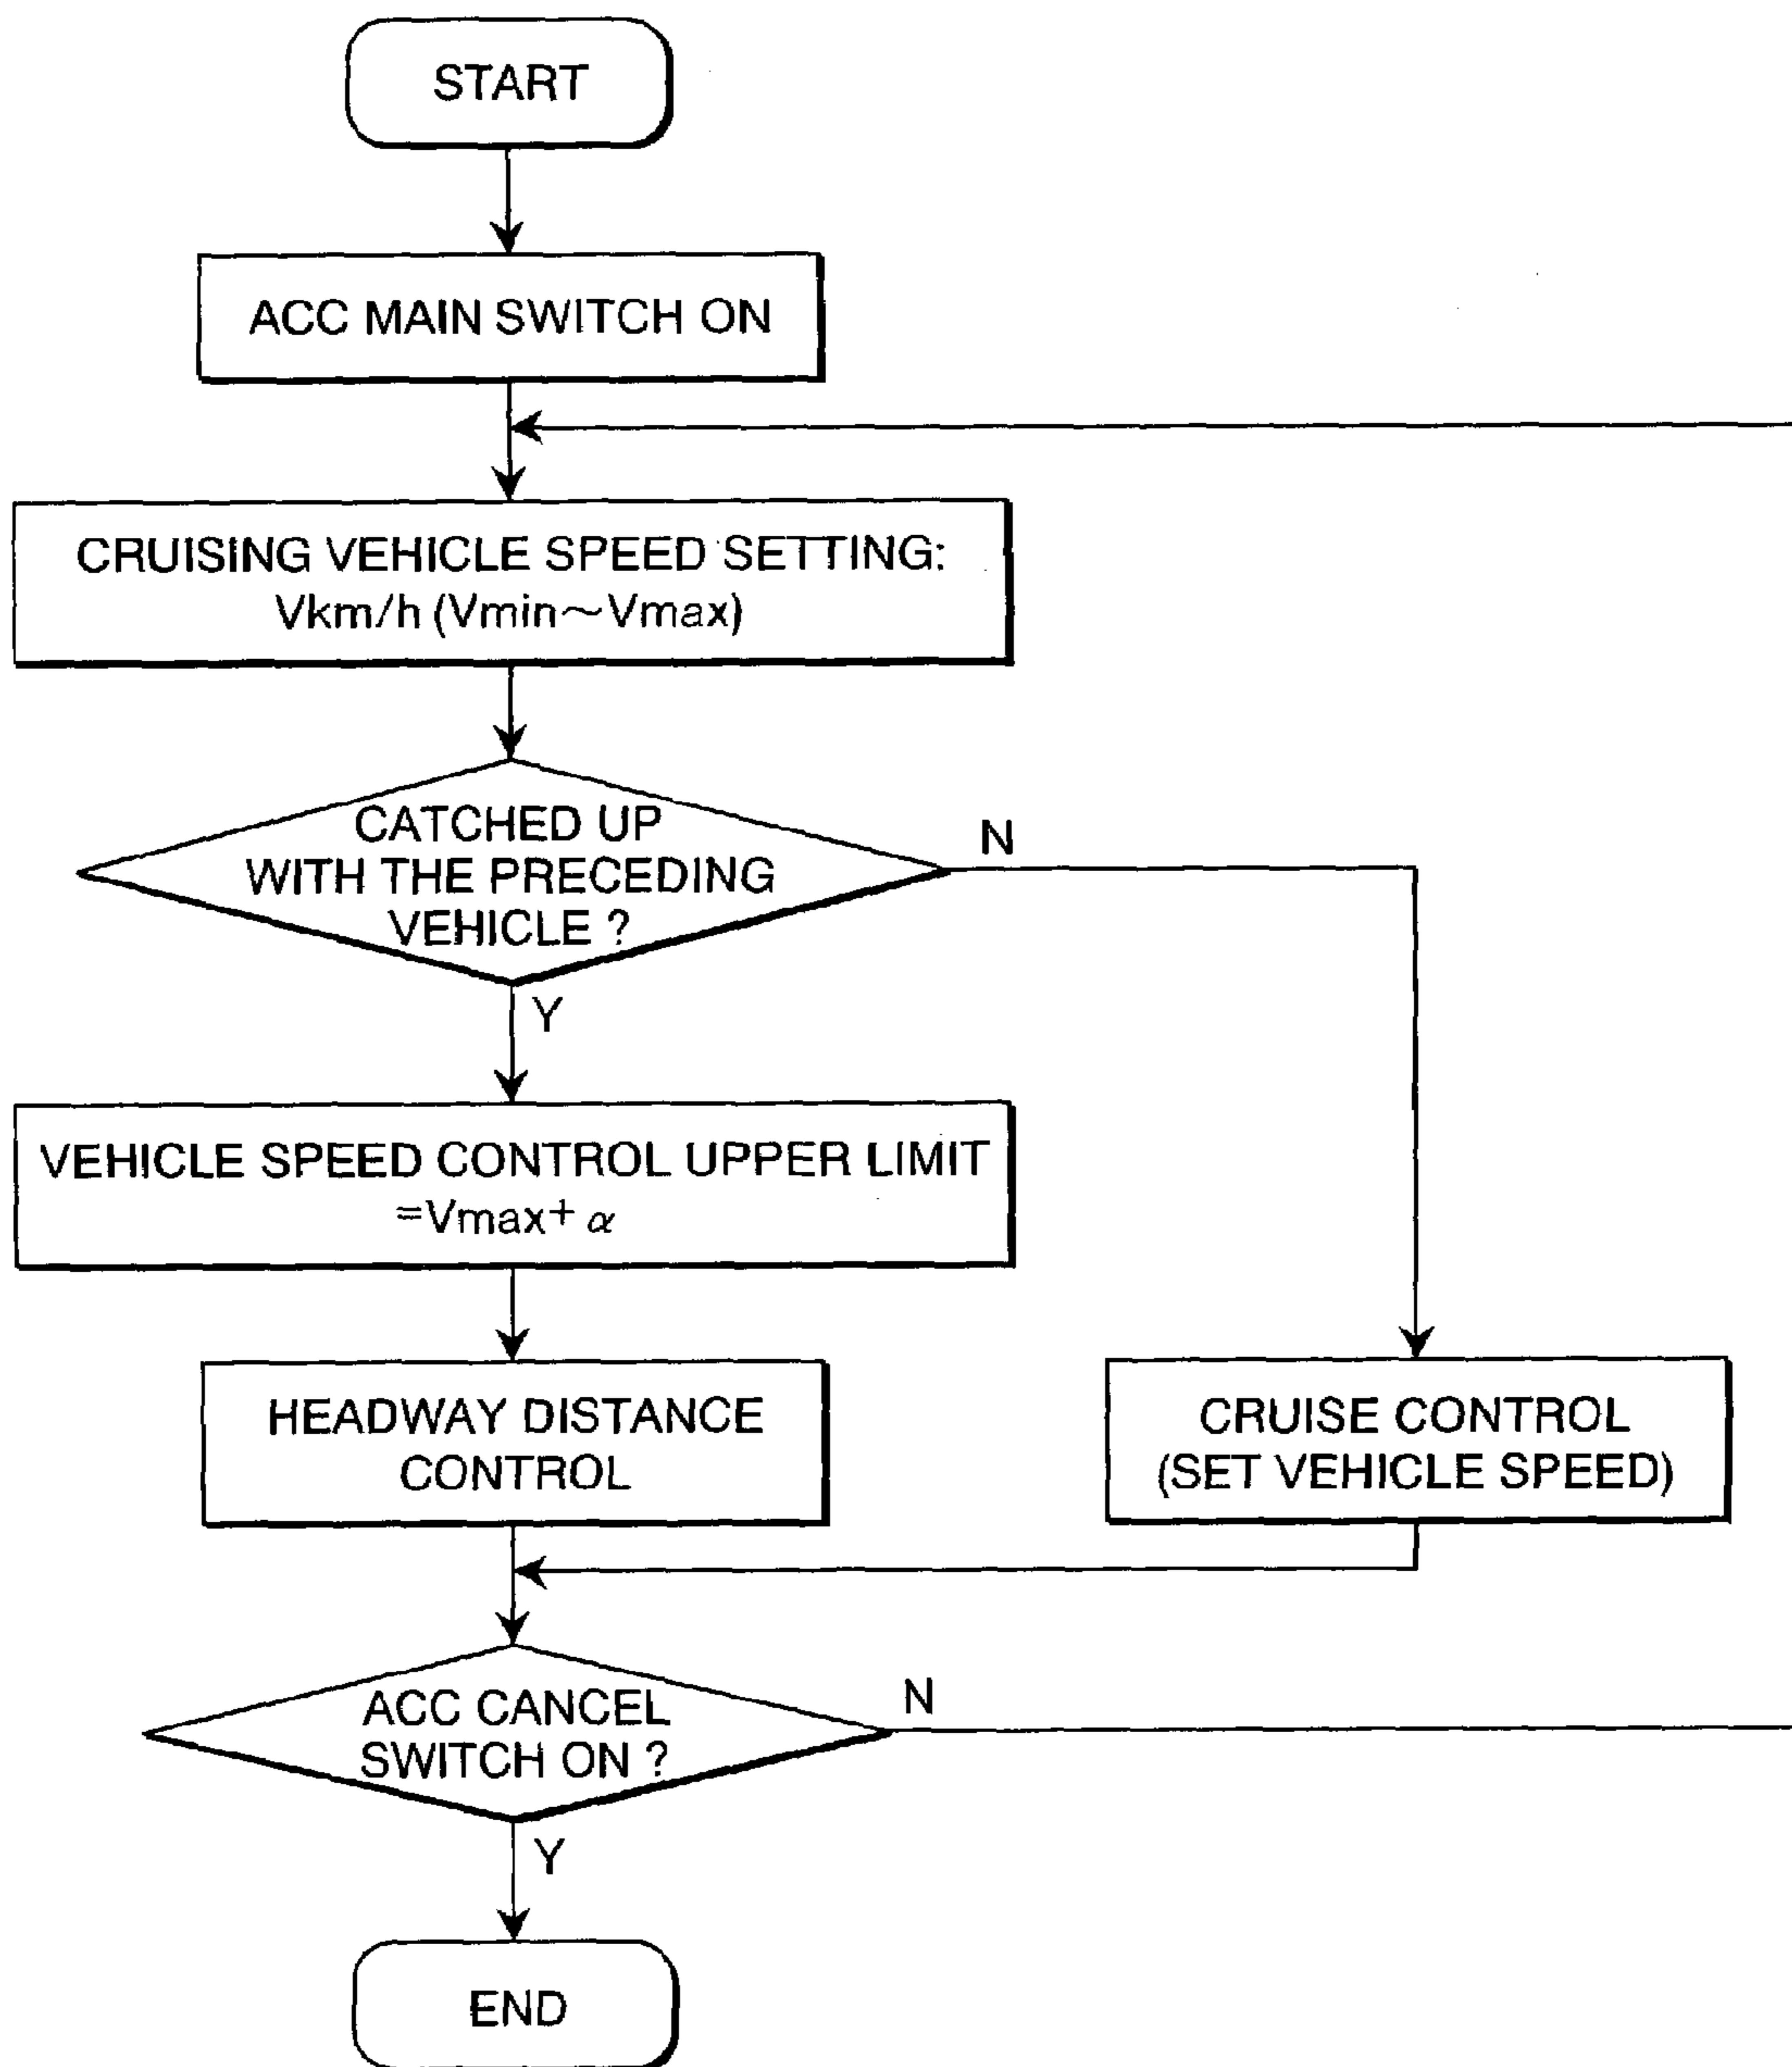 START
ACC MAIN SWITCH ON
CRUISING VEHICLE SPEED SETTING:
Vkm/h (Vmin～Vmax)
CATCHED UP
WITH THE PRECEDING
VEHICLE ?
N
Y
VEHICLE SPEED CONTROL UPPER LIMIT
=Vmax+ α
HEADWAY DISTANCE
CONTROL
CRUISE CONTROL
(SET VEHICLE SPEED)
ACC CANCEL
SWITCH ON ?
N
Y
END